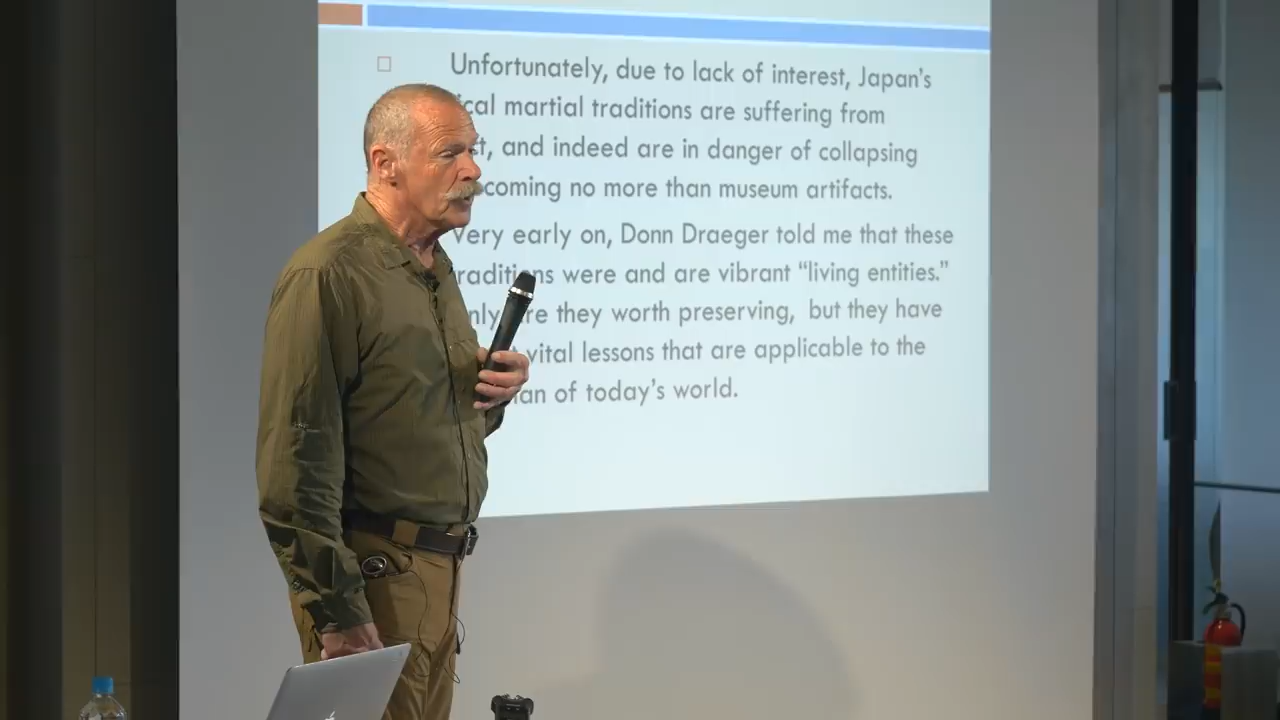 Unfortunately, due to lack of interest, Japan's
ical martial traditions are suffering from
ct, and indeed are in danger of collapsing
coming no more than museum artifacts.
Very early on, Donn Draeger told me that these
raditions were and are vibrant “living entities.”
nly re they worth preserving, but they have
vital lessons that are applicable to the
an of today's world.